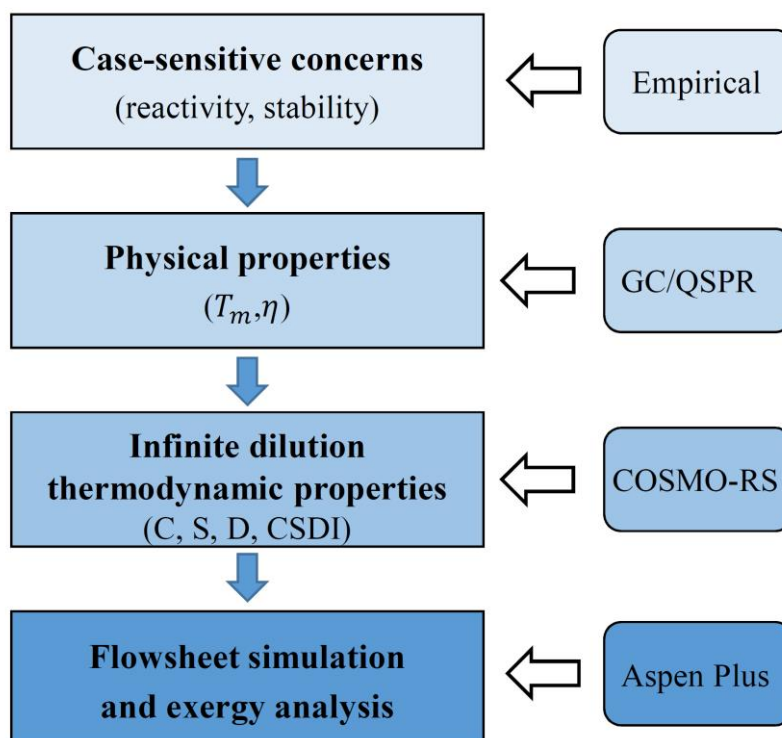 Case-sensitive concerns
(reactivity, stability)
Empirical
Physical properties
(Tₘ,η)
GC/QSPR
Infinite dilution
thermodynamic properties
(C, S, D, CSDI)
COSMO-RS
Flowsheet simulation
and exergy analysis
Aspen Plus